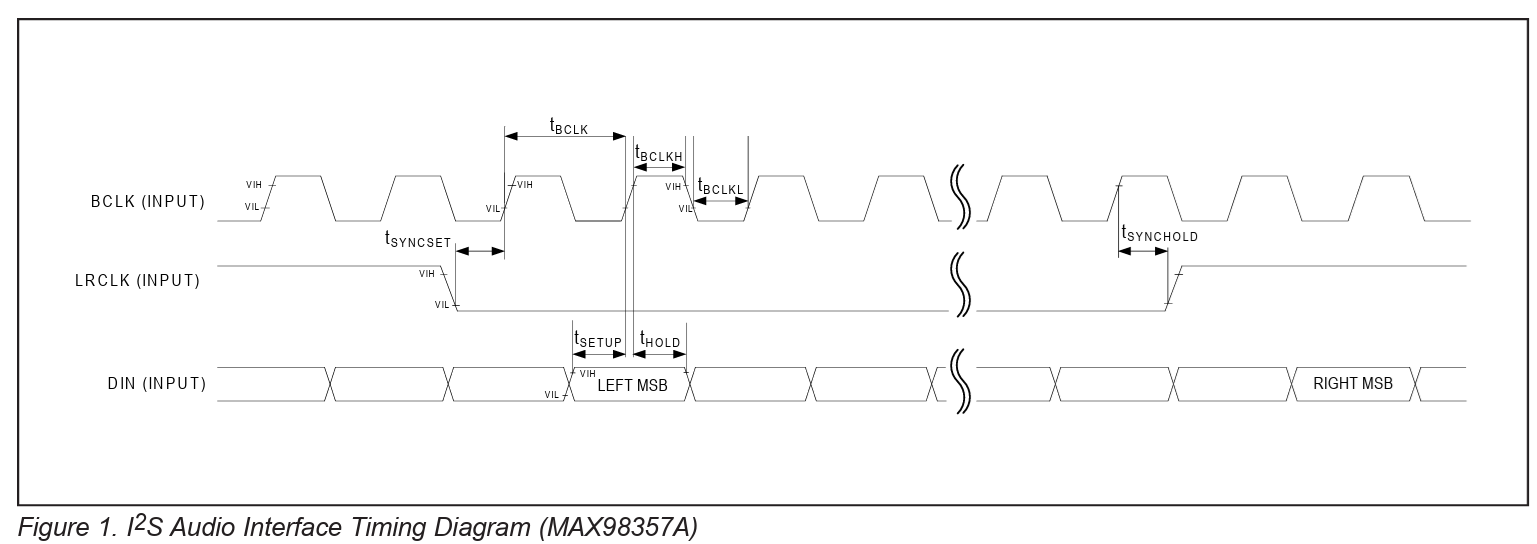 tBCLK
tBCLKH
tBCLKL
BCLK (INPUT)
VIH
VIL
VIH
VIL
VIH
VIL
tSYNCSET
tSYNCHOLD
LRCLK (INPUT)
VIH
VIL
tSETUP
tHOLD
DIN (INPUT)
VIH
VIL
LEFT MSB
RIGHT MSB
Figure 1. I2S Audio Interface Timing Diagram (MAX98357A)